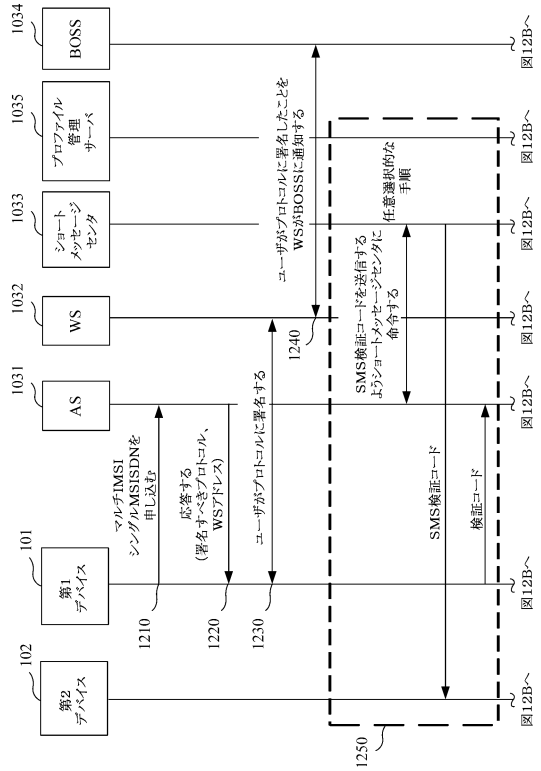 102
第2
デバイス
101
第1
デバイス
1031
AS
1032
WS
1033
ショート
メッセージ
センタ
1035
プロファイル
管理
サーバ
1034
BOSS
マルチIMSI
シングルMSISDNを
申し込む
1210
応答する
(署名すべきプロトコル、
WSアドレス)
1220
ユーザがプロトコルに署名する
1230
ユーザがプロトコルに署名したことを
WSがBOSSに通知する
1240
SMS検証コードを送信する
ようショートメッセージセンタに
命令する
任意選択的な
手順
SMS検証コード
検証コード
1250
図12Bへ
図12Bへ
図12Bへ
図12Bへ
図12Bへ
図12Bへ
図12Bへ